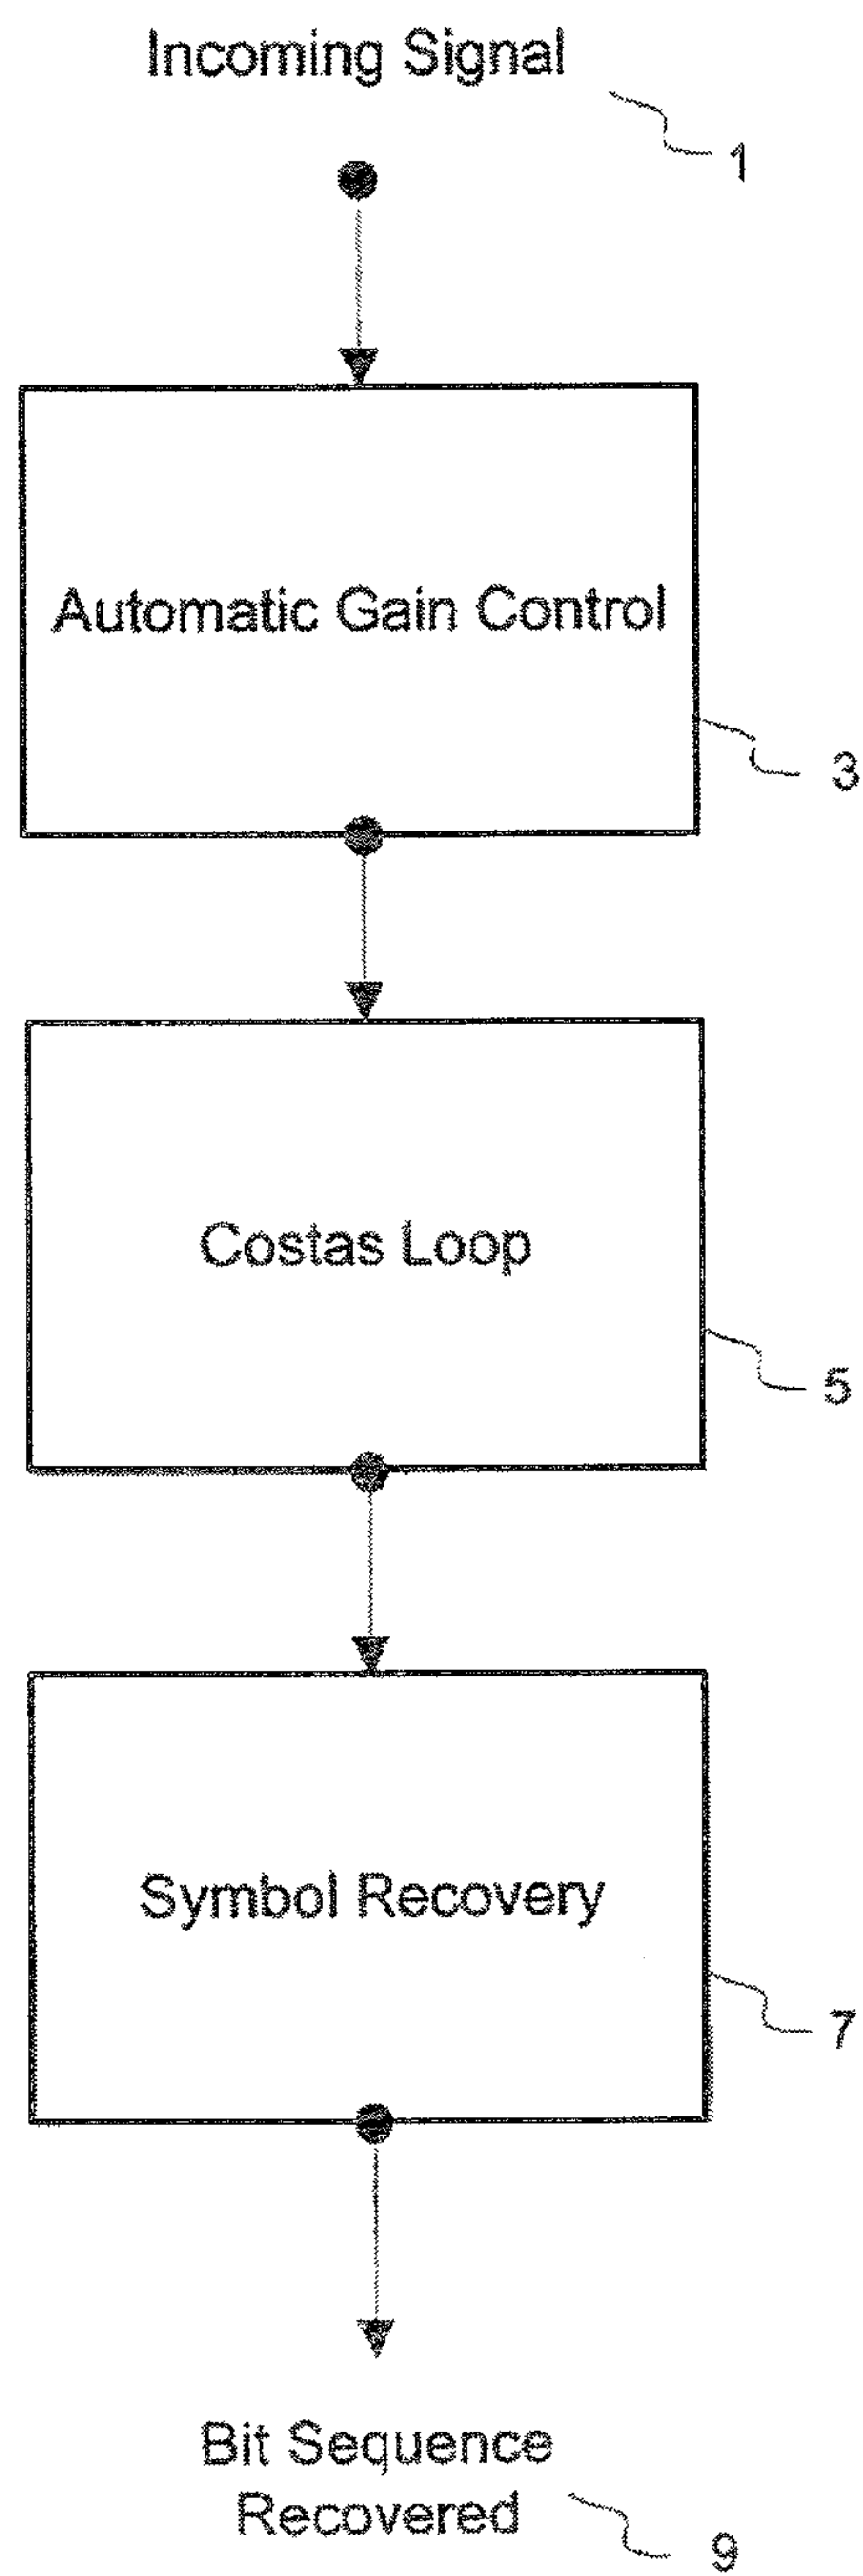 Incoming Signal
1
Automatic Gain Control
3
Costas Loop
5
Symbol Recovery
7
Bit Sequence
Recovered
9